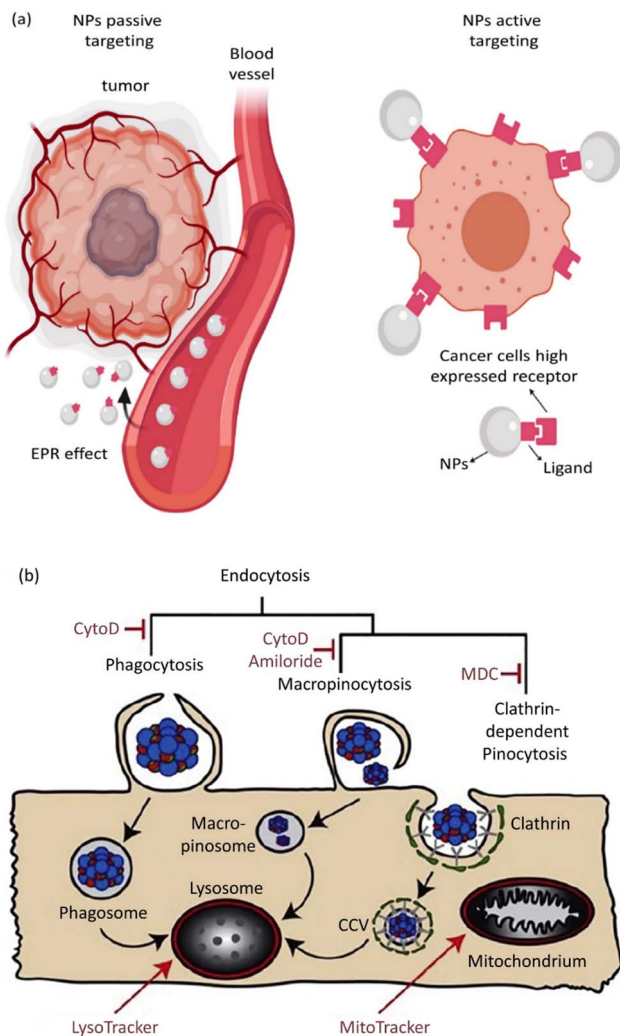 (a)
NPs passive
targeting
tumor
Blood
vessel
EPR effect
NPs active
targeting
Cancer cells high
expressed receptor
NPs
Ligand
(b)
Endocytosis
CytoD
Phagocytosis
CytoD
Amiloride
Macropinocytosis
MDC
Clathrin-
dependent
Pinocytosis
Macro-
pinosome
Clathrin
Phagosome
Lysosome
CCV
Mitochondrium
LysoTracker
MitoTracker